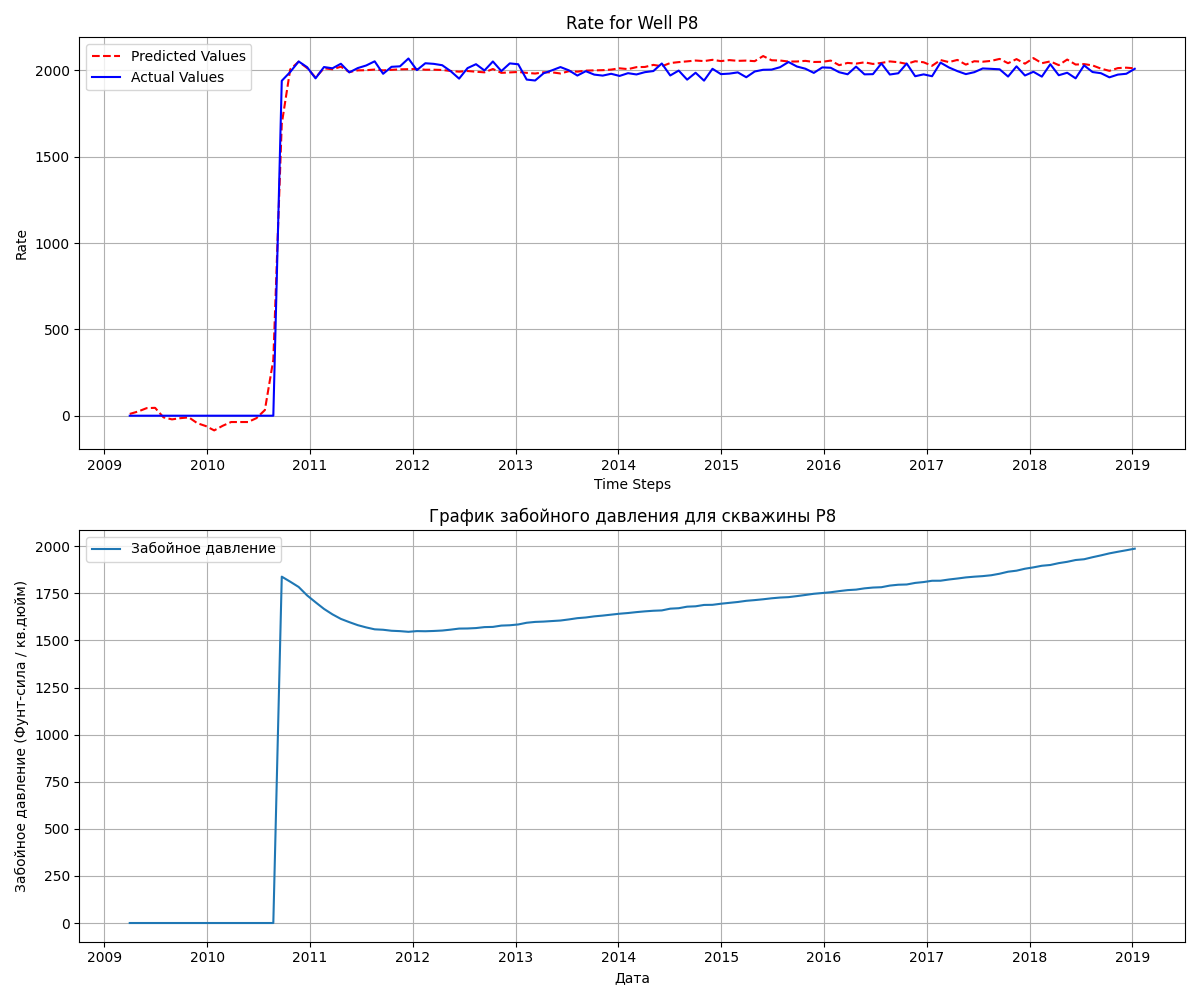 Rate for Well P8
Predicted Values
Actual Values
Rate
2000
1500
1000
500
0
2009 2010 2011 2012 2013 2014 2015 2016 2017 2018 2019
Time Steps
График забойного давления для скважины P8
Забойное давление
Забойное давление (Фунт-сила / кв.дюйм)
2000
1750
1500
1250
1000
750
500
250
0
2009 2010 2011 2012 2013 2014 2015 2016 2017 2018 2019
Дата